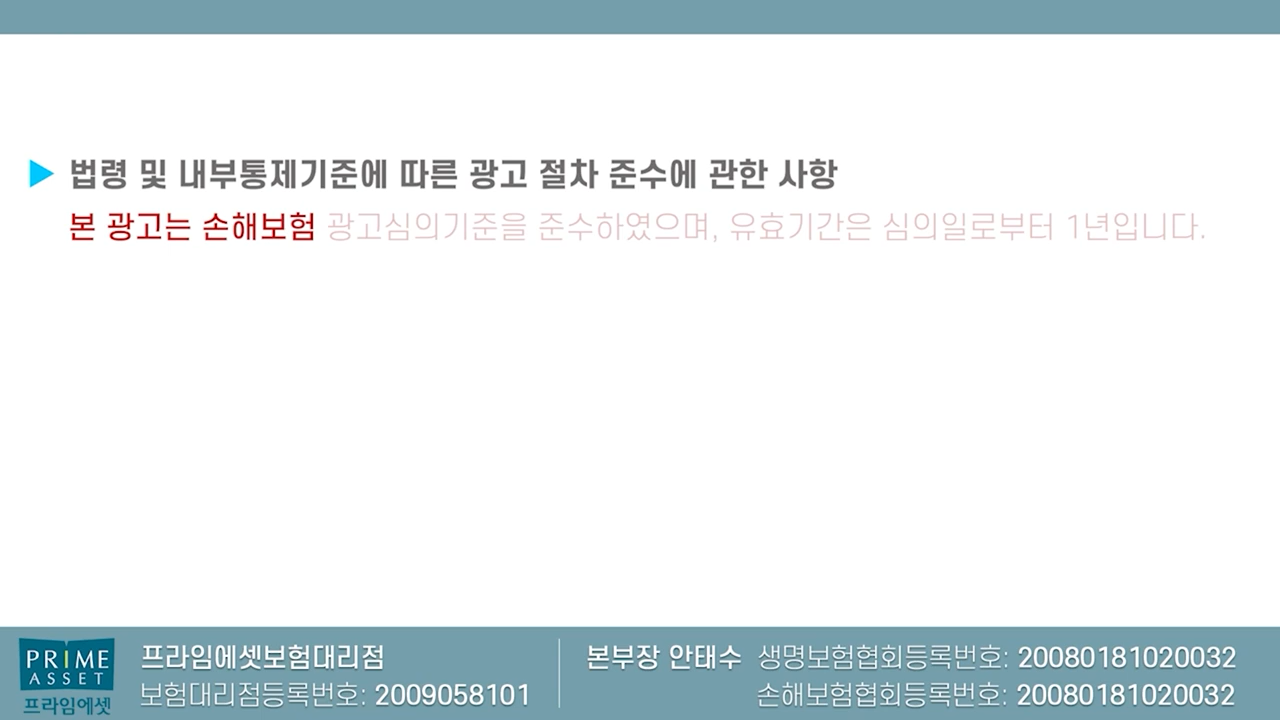 ▶ 법령 및 내부통제기준에 따른 광고 절차 준수에 관한 사항
본 광고는 손해보험 광고심의기준을 준수하였으며, 유효기간은 심의일로부터 1년입니다.
PRIME
ASSET
프라임에셋
프라임에셋보험대리점
보험대리점등록번호: 2009058101
본부장 안태수 생명보험협회등록번호: 20080181020032
손해보험협회등록번호: 20080181020032